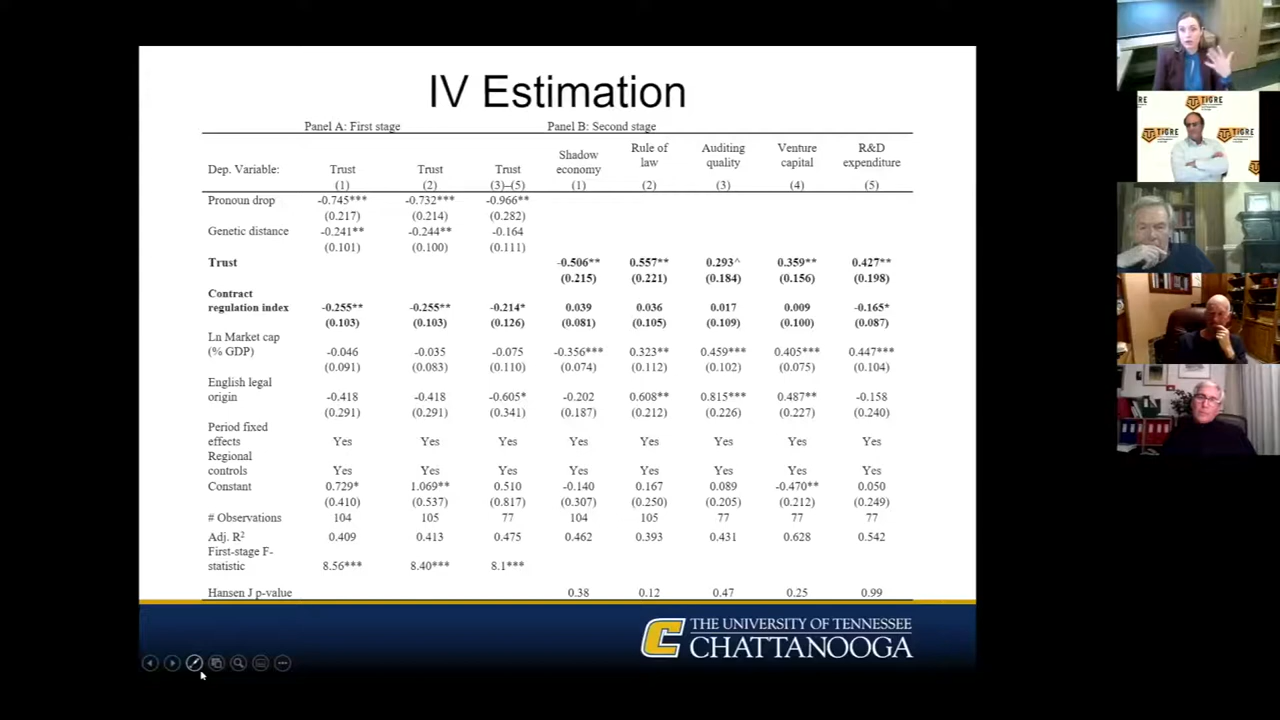 IV Estimation
Panel A: First stage Panel B: Second stage
Dep. Variable: Trust Trust Trust Shadow economy Rule of law Auditing quality Venture capital R&D expenditure
(1) (2) (3)–(5) (1) (2) (3) (4) (5)
Pronoun drop -0.745*** -0.732*** -0.966**
(0.217) (0.214) (0.282)
Genetic distance -0.241** -0.244** -0.164
(0.101) (0.100) (0.111)
Trust -0.506** 0.557** 0.293^ 0.359** 0.427**
(0.215) (0.221) (0.184) (0.156) (0.198)
Contract
regulation index -0.255** -0.255** -0.214* 0.039 0.036 0.017 0.009 -0.165*
(0.103) (0.103) (0.126) (0.081) (0.105) (0.109) (0.100) (0.087)
Ln Market cap
(% GDP) -0.046 -0.035 -0.075 -0.356*** 0.323** 0.459*** 0.405*** 0.447***
(0.091) (0.083) (0.110) (0.074) (0.112) (0.102) (0.075) (0.104)
English legal
origin -0.418 -0.418 -0.605* -0.202 0.608** 0.815*** 0.487** -0.158
(0.291) (0.291) (0.341) (0.187) (0.212) (0.226) (0.227) (0.240)
Period fixed
effects Yes Yes Yes Yes Yes Yes Yes Yes
Regional
controls Yes Yes Yes Yes Yes Yes Yes Yes
Constant 0.729* 1.069** 0.510 -0.140 0.167 0.089 -0.470** 0.050
(0.410) (0.537) (0.817) (0.307) (0.250) (0.205) (0.212) (0.249)
# Observations 104 105 77 104 105 77 77 77
Adj. R² 0.409 0.413 0.475 0.462 0.393 0.431 0.628 0.542
First-stage F-
statistic 8.56*** 8.40*** 8.1***
Hansen J p-value 0.38 0.12 0.47 0.25 0.99
THE UNIVERSITY OF TENNESSEE
CHATTANOOGA
TiGRE
TiGRE
TiGRE